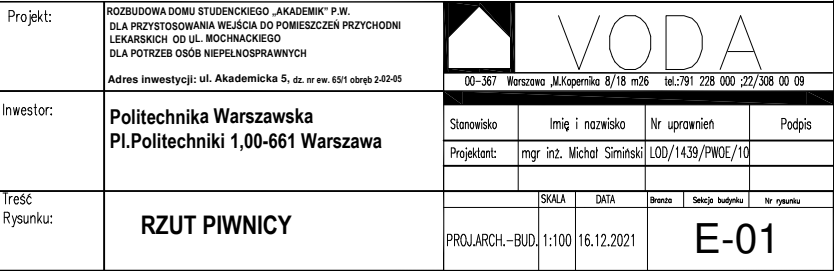 Projekt:
ROZBUDOWA DOMU STUDENCKIEGO „AKADEMIK" P.W.
DLA PRZYSTOSOWANIA WEJŚCIA DO POMIESZCZEŃ PRZYCHODNI
LEKARSKICH OD UL. MOCHNACKIEGO
DLA POTRZEB OSÓB NIEPEŁNOSPRAWNYCH
Adres inwestycji: ul. Akademicka 5, dz. nr ew. 65/1 obręb 2-02-05
VODA
00-367 Warszawa ,M.Kopernika 8/18 m26 tel.:791 228 000 ;22/308 00 09
Inwestor:
Politechnika Warszawska
Pl.Politechniki 1,00-661 Warszawa
Stanowisko Imię i nazwisko Nr uprawnień Podpis
Projektant: mgr inż. Michał Simiński LOD/1439/PWOE/10
Treść
Rysunku:
RZUT PIWNICY
SKALA DATA Branża Sekcja budynku Nr rysunku
PROJ.ARCH.-BUD. 1:100 16.12.2021 E-01